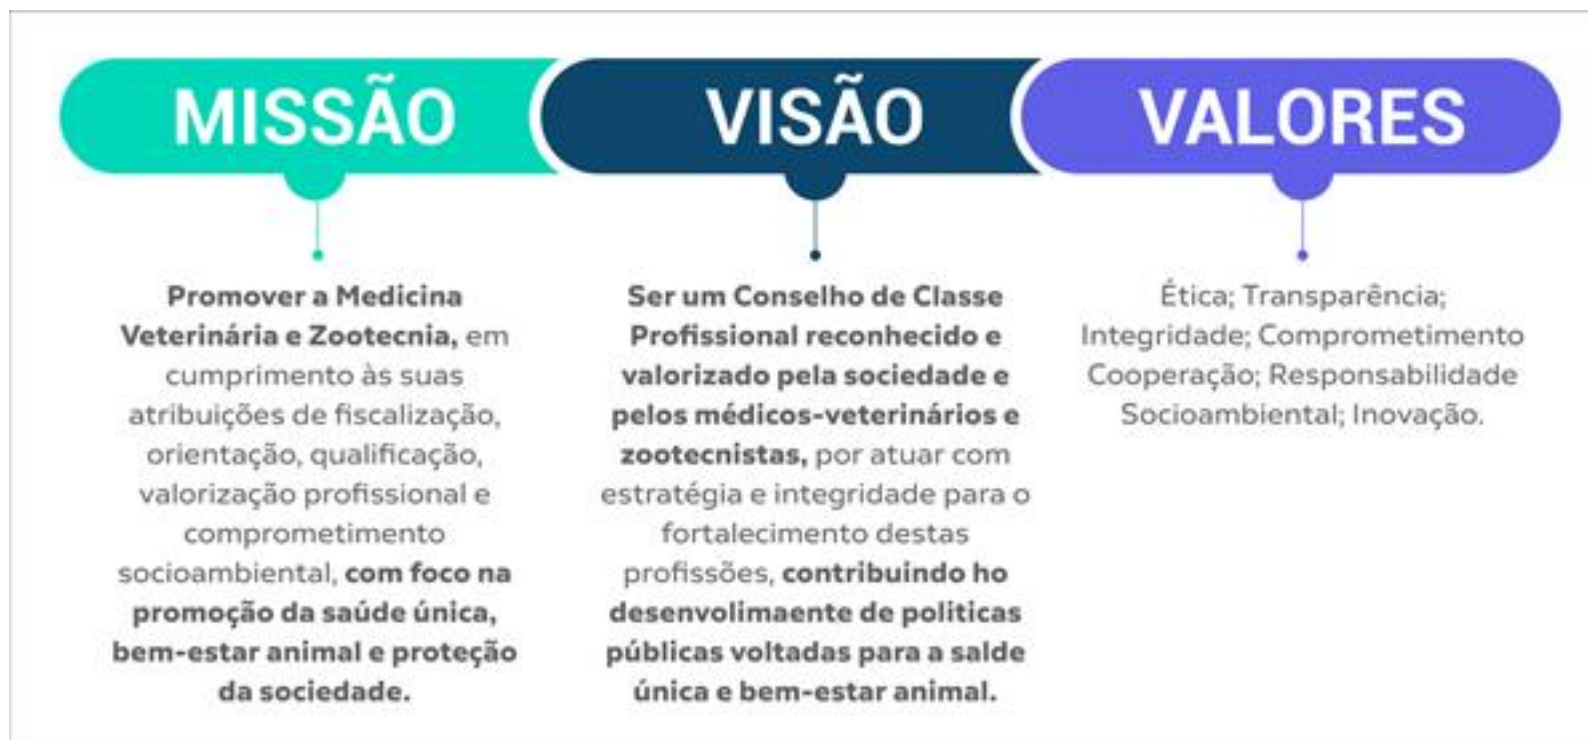 MISSÃO
Promover a Medicina
Veterinária e Zootecnia, em
cumprimento às suas
atribuições de fiscalização,
orientação, qualificação,
valorização profissional e
comprometimento
socioambiental, com foco na
promoção da saúde única,
bem-estar animal e proteção
da sociedade.
VISÃO
Ser um Conselho de Classe
Profissional reconhecido e
valorizado pela sociedade e
pelos médicos-veterinários e
zootecnistas, por atuar com
estratégia e integridade para o
fortalecimento destas
profissões, contribuindo ho
desenvolimaente de politicas
públicas voltadas para a salde
única e bem-estar animal.
VALORES
Ética; Transparência;
Integridade; Comprometimento
Cooperação; Responsabilidade
Socioambiental; Inovação.